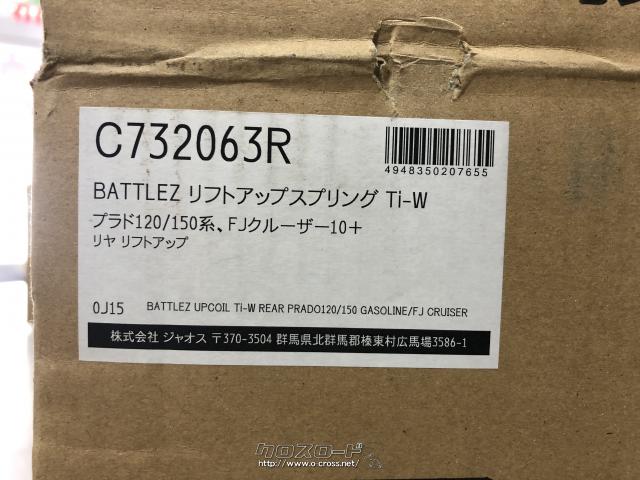 C732063R
4948350207655
BATTLEZ リフトアップスプリング Ti-W
プラド120/150系、FJクルーザー10+
リヤ リフトアップ
0J15 BATTLEZ UPCOIL Ti-W REAR PRADO120/150 GASOLINE/FJ CRUISER
株式会社 ジャオス 〒370-3504 群馬県北群馬郡榛東村広馬場3586-1
クロスロード
http://www.o-cross.net/